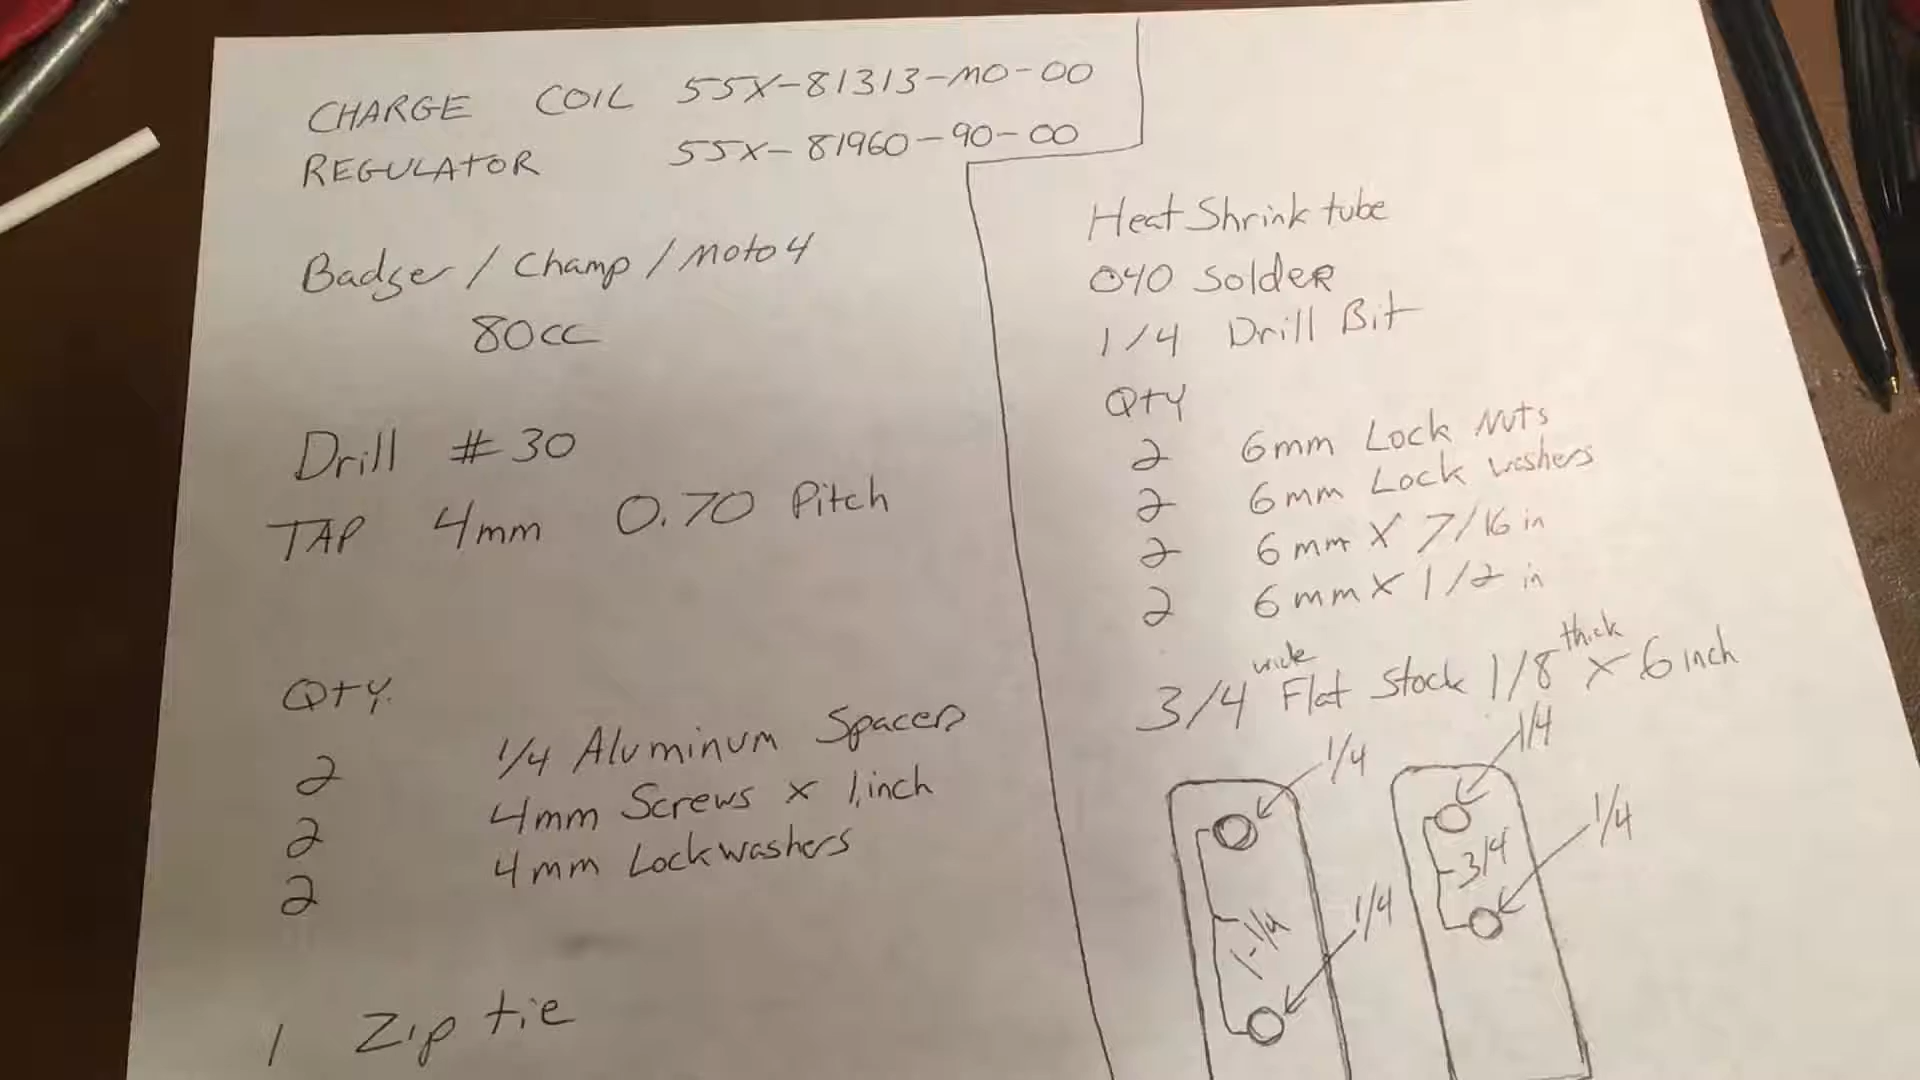 CHARGE COIL 55X-81313-M0-00
REGULATOR 55X-81960-90-00
Badger / Champ / Moto 4
80cc
Drill #30
TAP 4mm 0.70 Pitch
QTY.
2 1/4 Aluminum Spacers
2 4mm Screws x 1 inch
2 4mm Lockwashers
1 Zip tie
Heat Shrink tube
040 Solder
1/4 Drill Bit
QTY
2 6mm Lock Nuts
2 6mm Lock washers
2 6mm X 7/16 in
2 6mm X 1/2 in
3/4 wide Flat Stock 1/8 thick x 6 inch
1/4
1/4
1-1/4
1/4
3/4
1/4